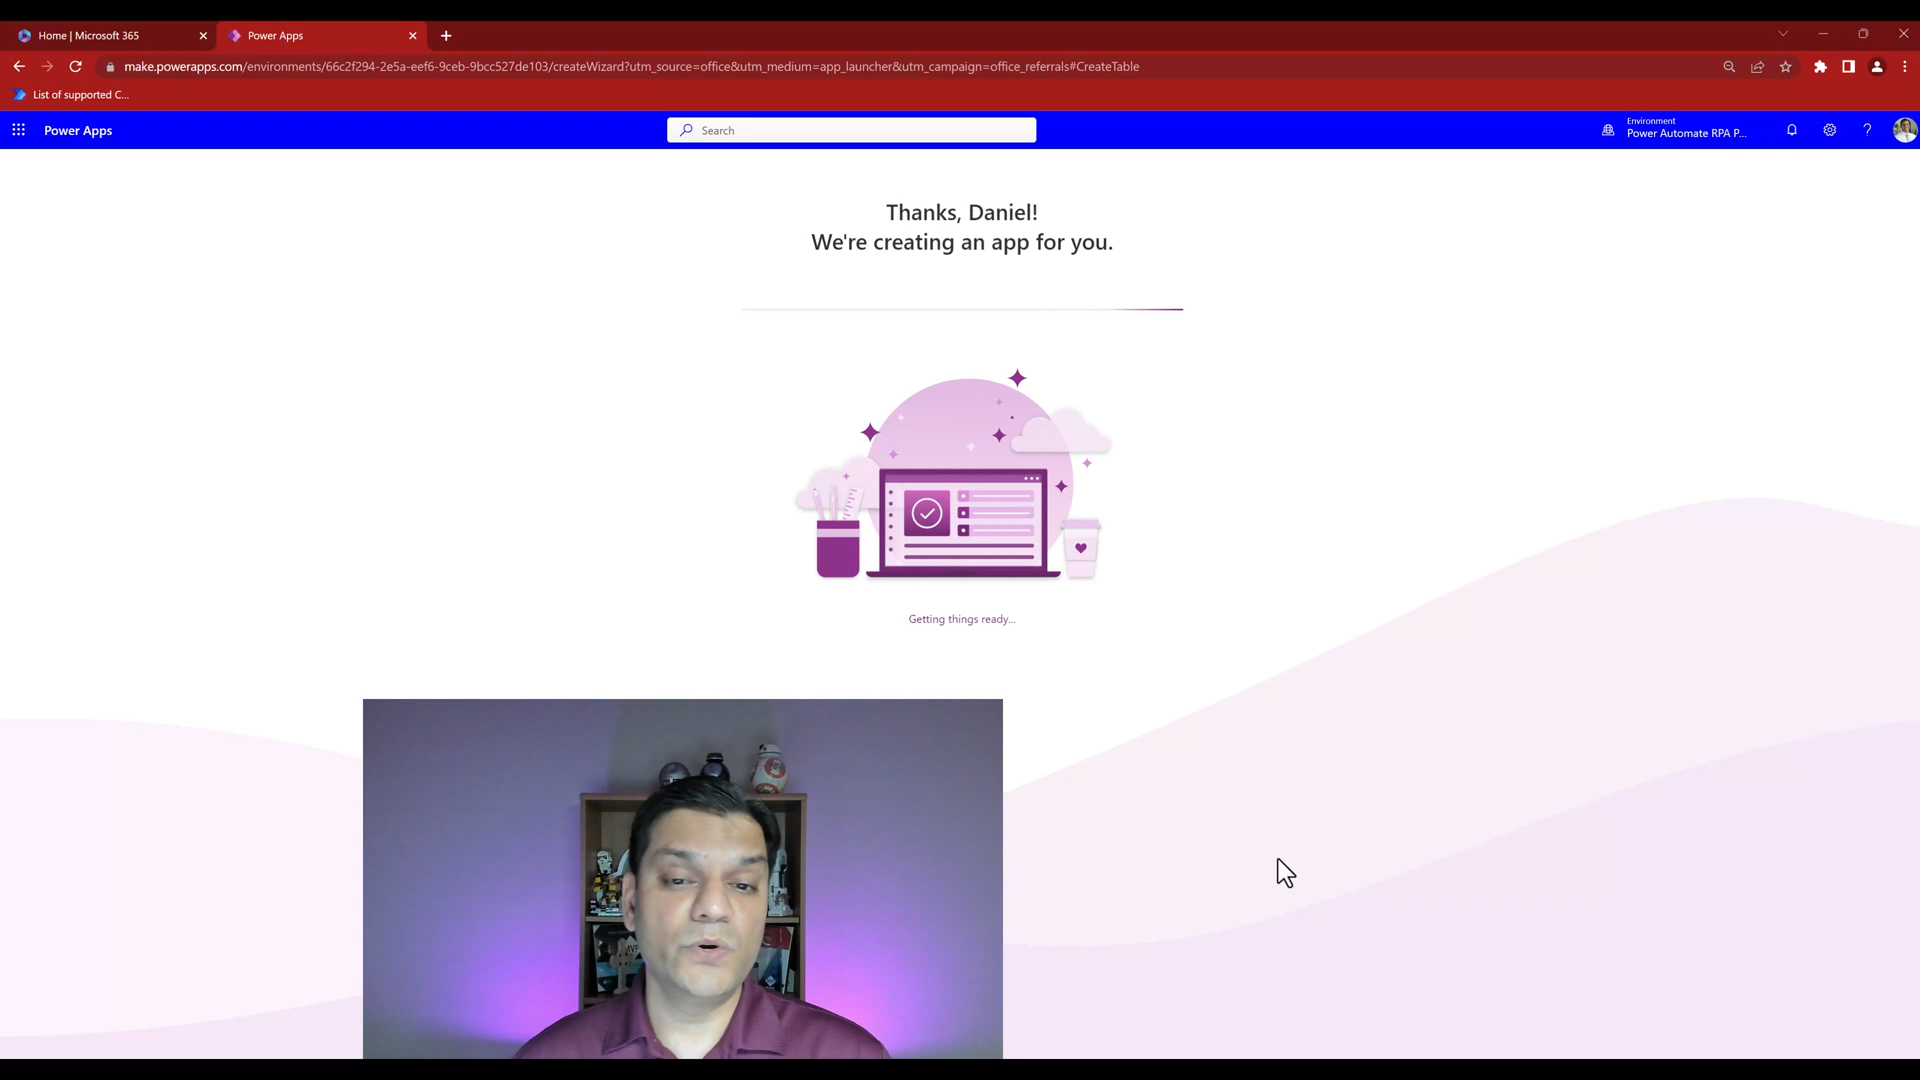 Home | Microsoft 365
Power Apps
make.powerapps.com/environments/66c2f294-2e5a-eef6-9ceb-9bcc527de103/createWizard?utm_source=office&utm_medium=app_launcher&utm_campaign=office_referrals#CreateTable
List of supported C...
Power Apps
Search
Environment
Power Automate RPA P...
Thanks, Daniel!
We're creating an app for you.
Getting things ready...